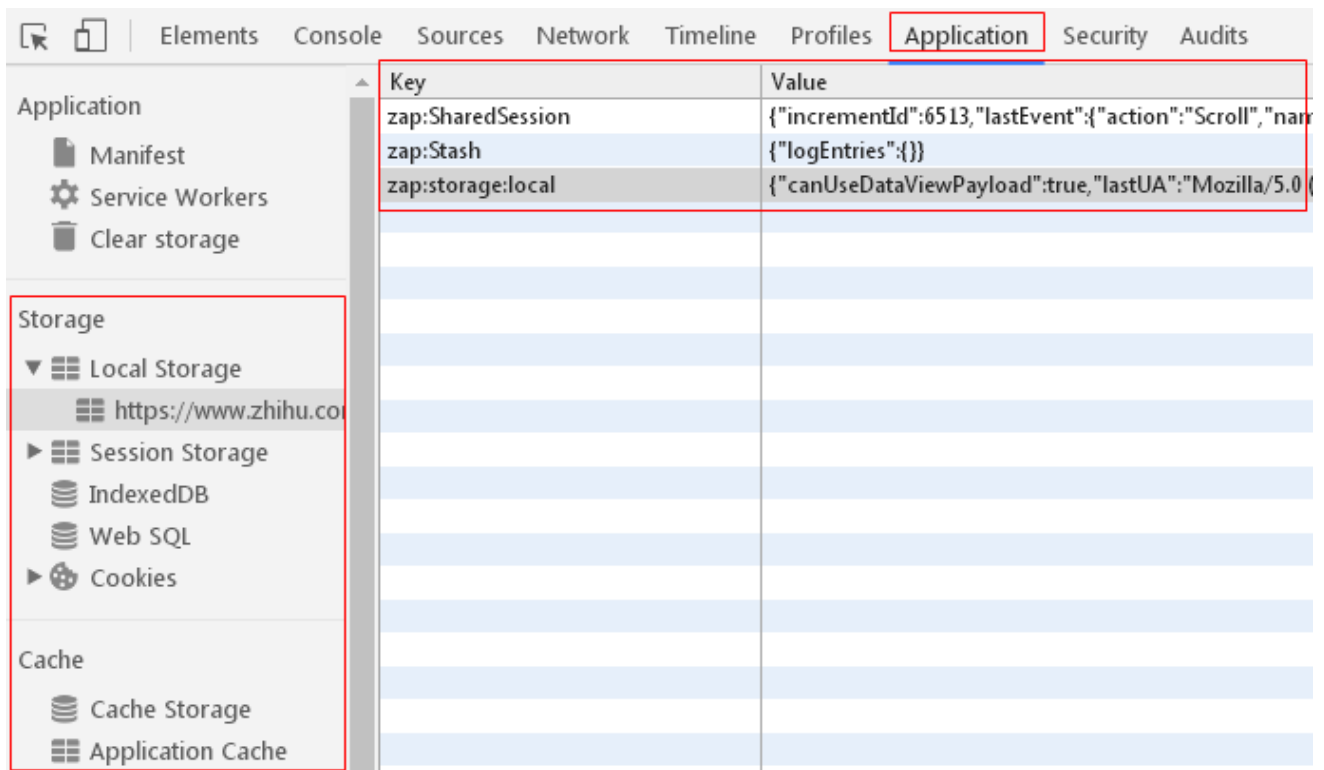 Elements Console Sources Network Timeline Profiles Application Security Audits
Application
Manifest
Service Workers
Clear storage
Storage
Local Storage
https://www.zhihu.co
Session Storage
IndexedDB
Web SQL
Cookies
Cache
Cache Storage
Application Cache
Key Value
zap:SharedSession {"incrementId":6513,"lastEvent":{"action":"Scroll","nam
zap:Stash {"logEntries":{}}
zap:storage:local {"canUseDataViewPayload":true,"lastUA":"Mozilla/5.0 (